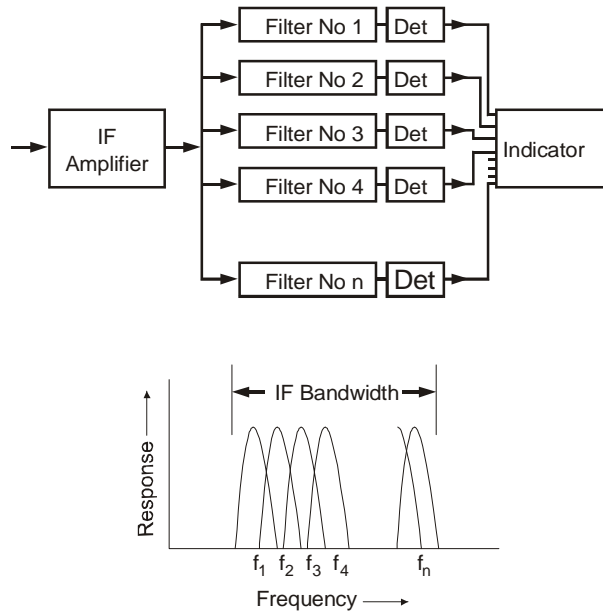 Filter No 1 Det
Filter No 2 Det
IF Amplifier
Filter No 3 Det
Indicator
Filter No 4 Det
Filter No n Det
IF Bandwidth
Response
f1 f2 f3 f4 fn
Frequency